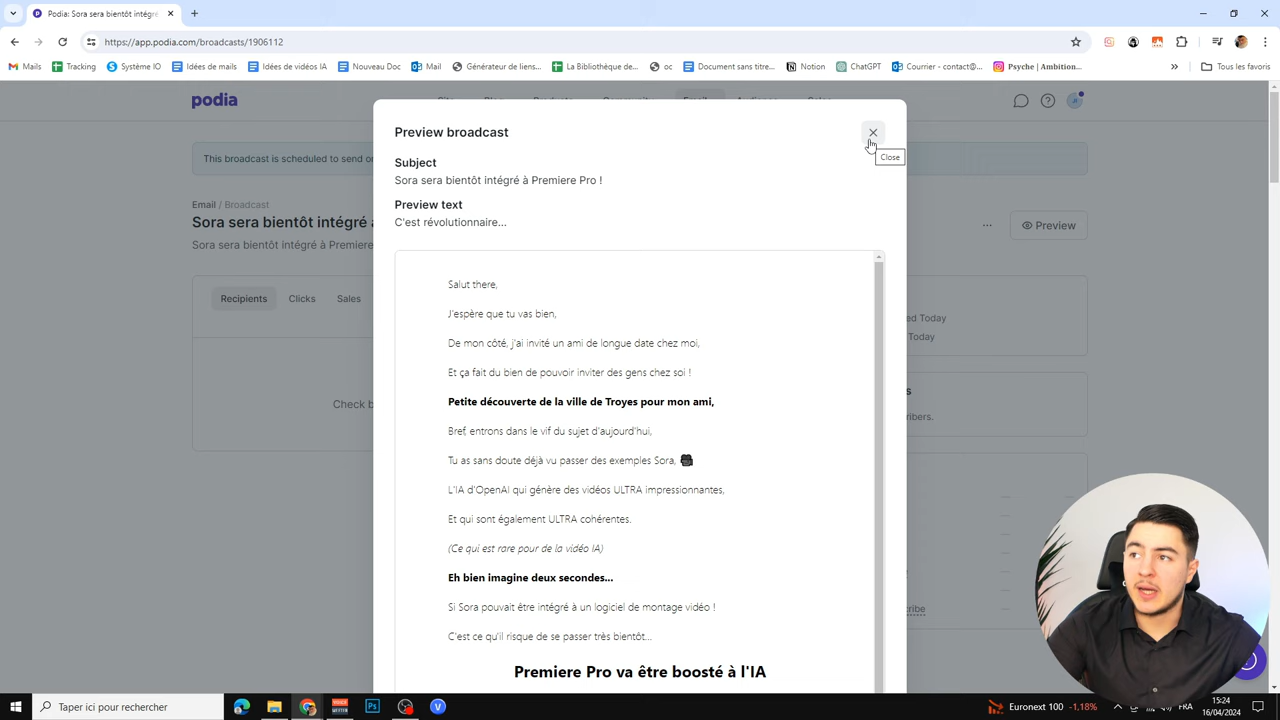 Podia: Sora sera bientôt intégré
https://app.podia.com/broadcasts/1906112
Mails
Tracking
Système IO
Idées de mails
Idées de vidéos IA
Nouveau Doc
Mail
Générateur de liens...
La Bibliothèque de...
oc
Document sans titre...
Notion
ChatGPT
Courrier - contact@...
Psyche | Ambition...
»
Tous les favoris
podia
This broadcast is scheduled to send o
Email / Broadcast
Sora sera bientôt intégré
Sora sera bientôt intégré à Premiere
Preview
Recipients
Clicks
Sales
Check b
ed Today
Today
s
ribers.
ribe
Preview broadcast
Close
Subject
Sora sera bientôt intégré à Premiere Pro !
Preview text
C'est révolutionnaire...
Salut there,
J'espère que tu vas bien,
De mon côté, j'ai invité un ami de longue date chez moi,
Et ça fait du bien de pouvoir inviter des gens chez soi !
Petite découverte de la ville de Troyes pour mon ami,
Bref, entrons dans le vif du sujet d'aujourd'hui,
Tu as sans doute déjà vu passer des exemples Sora,
L'IA d'OpenAI qui génère des vidéos ULTRA impressionnantes,
Et qui sont également ULTRA cohérentes.
(Ce qui est rare pour de la vidéo IA)
Eh bien imagine deux secondes...
Si Sora pouvait être intégré à un logiciel de montage vidéo !
C'est ce qu'il risque de se passer très bientôt...
Premiere Pro va être boosté à l'IA
Taper ici pour rechercher
Euronext 100 -1,18%
FRA
15:24
16/04/2024